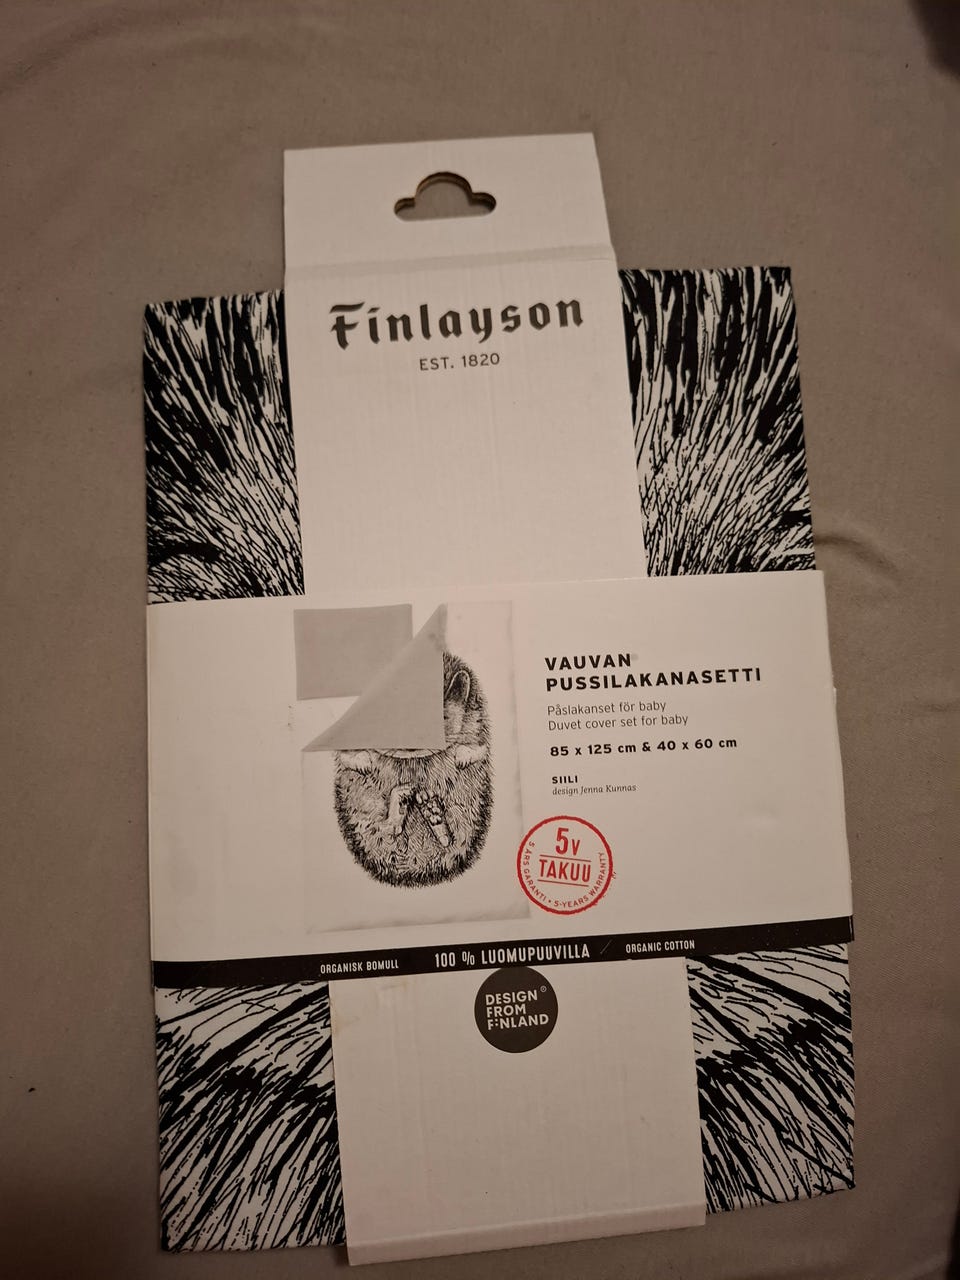 Finlayson
EST. 1820
VAUVAN
PUSSILAKANASETTI
Påslakanset för baby
Duvet cover set for baby
85 x 125 cm & 40 x 60 cm
SIILI
design Jenna Kunnas
5v
TAKUU
5 ÅRS GARANTI • 5-YEARS WARRANTY
ORGANISK BOMULL 100 % LUOMUPUUVILLA / ORGANIC COTTON
DESIGN ®
FROM
FINLAND